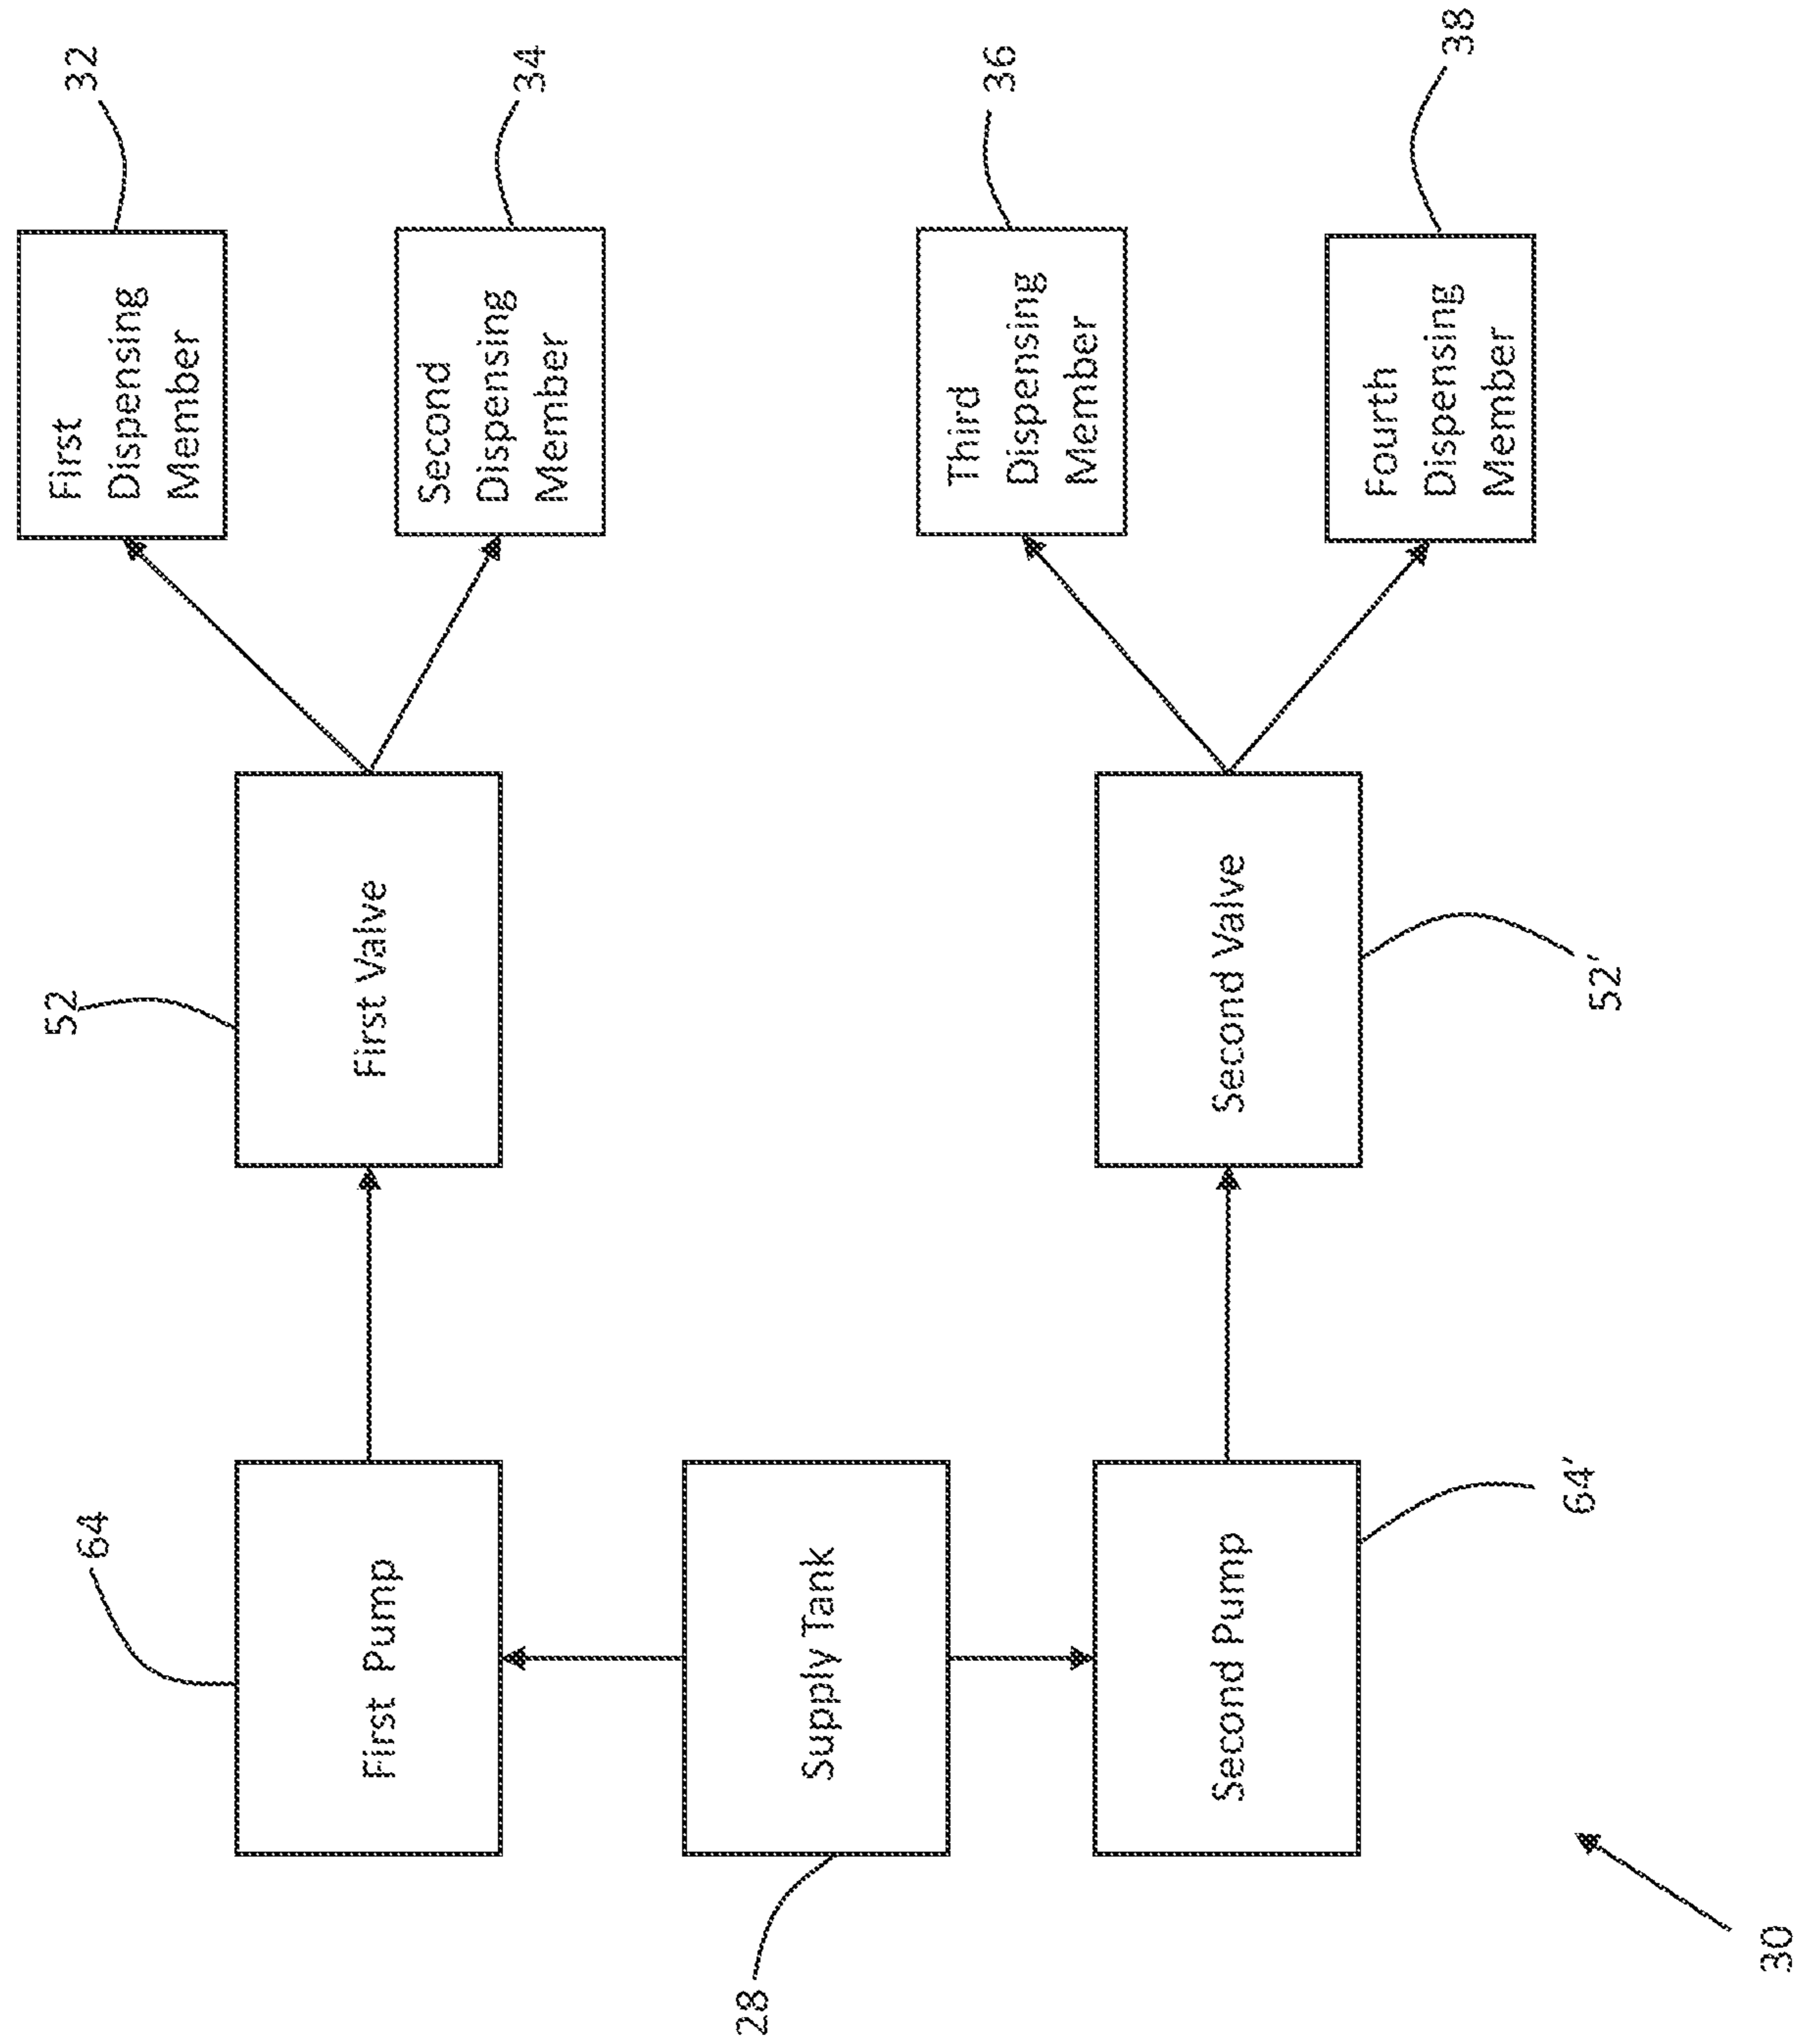 64
52
32
First Pump
First Valve
First
Dispensing
Member
34
Second
Dispensing
Member
28
Supply Tank
36
Third
Dispensing
Member
Second Pump
Second Valve
64'
52'
38
Fourth
Dispensing
Member
30